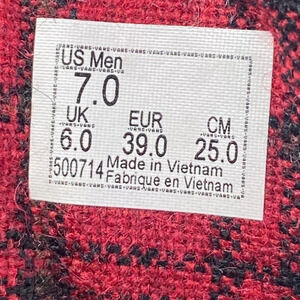 US Men
7.0
UK. EUR CM
6.0 39.0 25.0
500714 Made in Vietnam
Fabrique en Vietnam